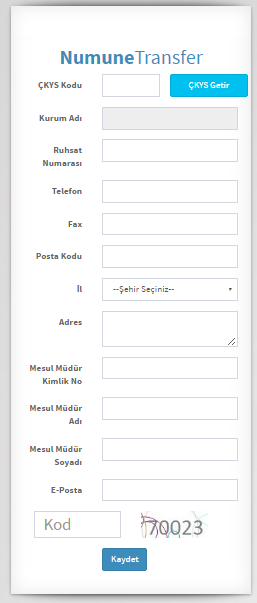 NumuneTransfer
ÇKYS Kodu
ÇKYS Getir
Kurum Adı
Ruhsat
Numarası
Telefon
Fax
Posta Kodu
İl
--Şehir Seçiniz--
Adres
Mesul Müdür
Kimlik No
Mesul Müdür
Adı
Mesul Müdür
Soyadı
E-Posta
Kod
70023
Kaydet